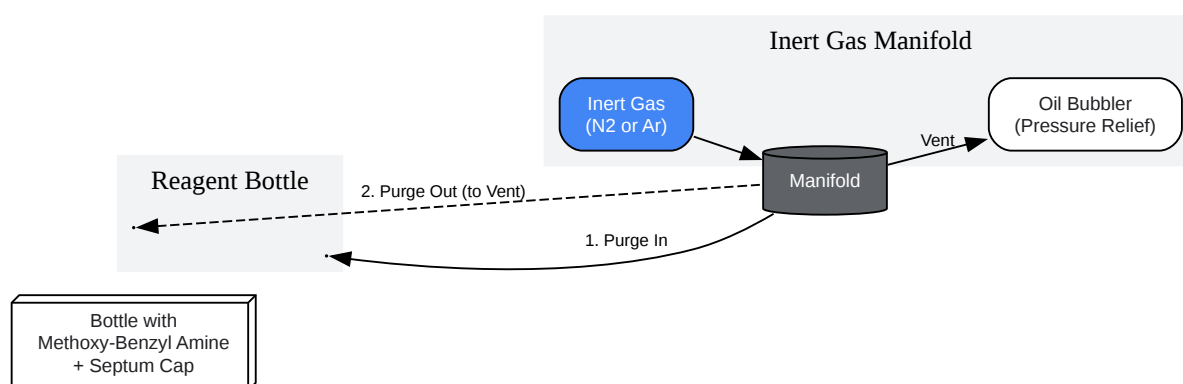 Inert Gas Manifold
Inert Gas
(N2 or Ar)
Oil Bubbler
(Pressure Relief)
Vent
Manifold
Reagent Bottle
2. Purge Out (to Vent)
1. Purge In
Bottle with
Methoxy-Benzyl Amine
+ Septum Cap